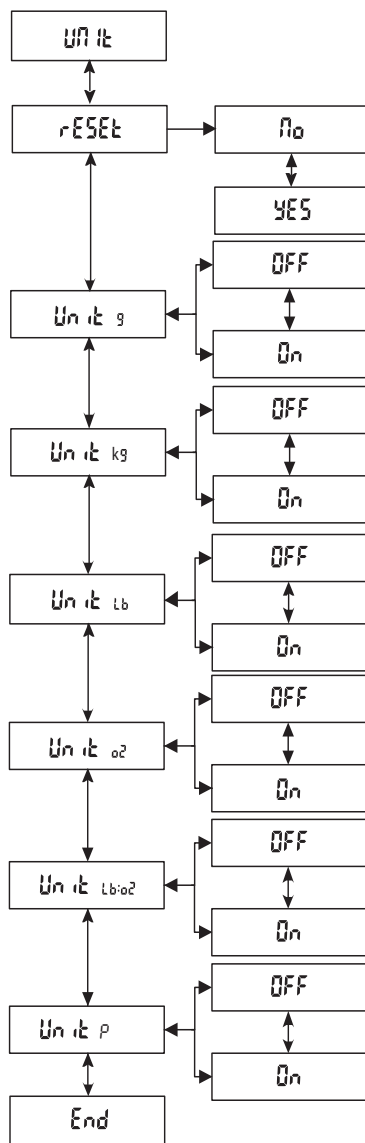 UNit
rESEt
No
YES
OFF
Unit g
On
OFF
Unit kg
On
OFF
Unit Lb
On
OFF
Unit oZ
On
OFF
Unit Lb:oZ
On
OFF
Unit P
On
End